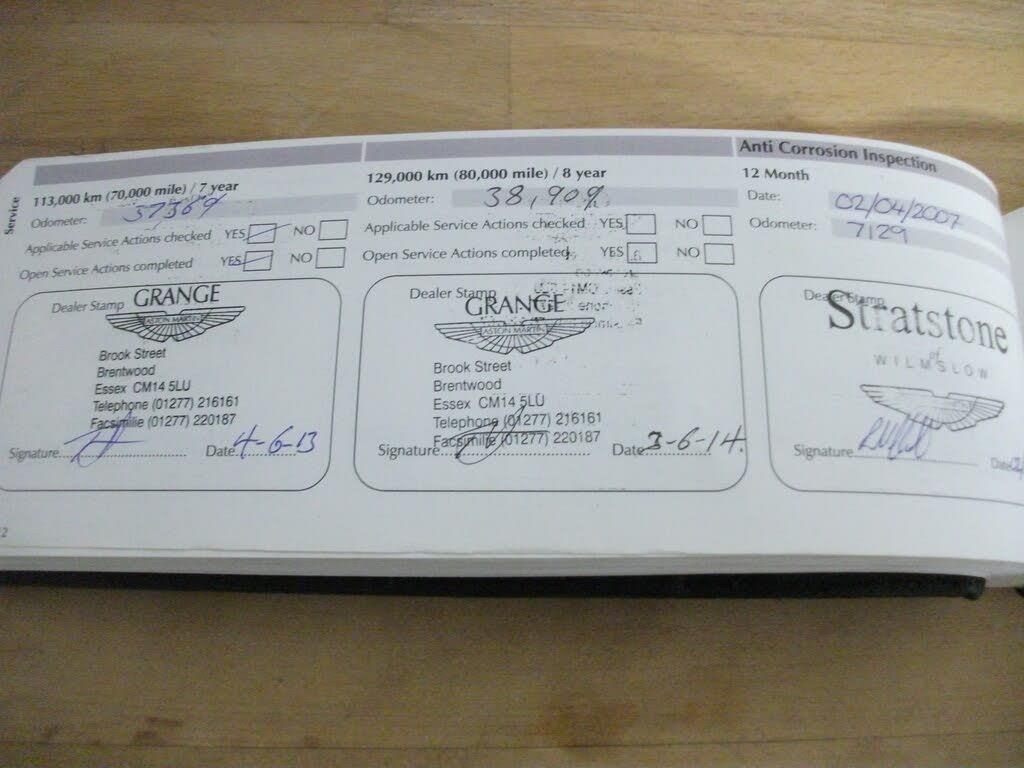 Service
113,000 km (70,000 mile) / 7 year
Odometer: 37369
Applicable Service Actions checked YES NO
Open Service Actions completed YES NO
Dealer Stamp
GRANGE
ASTON MARTIN
Brook Street
Brentwood
Essex CM14 5LU
Telephone (01277) 216161
Facsimilie (01277) 220187
Signature Date 4-6-13
129,000 km (80,000 mile) / 8 year
Odometer: 38,909
Applicable Service Actions checked YES NO
Open Service Actions completed YES NO
Dealer Stamp
GRANGE
ASTON MARTIN
Brook Street
Brentwood
Essex CM14 5LU
Telephone (01277) 216161
Facsimilie (01277) 220187
Signature Date 3-6-14.
Anti Corrosion Inspection
12 Month
Date: 02/04/2007
Odometer: 7129
Dealer Stamp
Stratstone
of
WILMSLOW
Signature Date
2